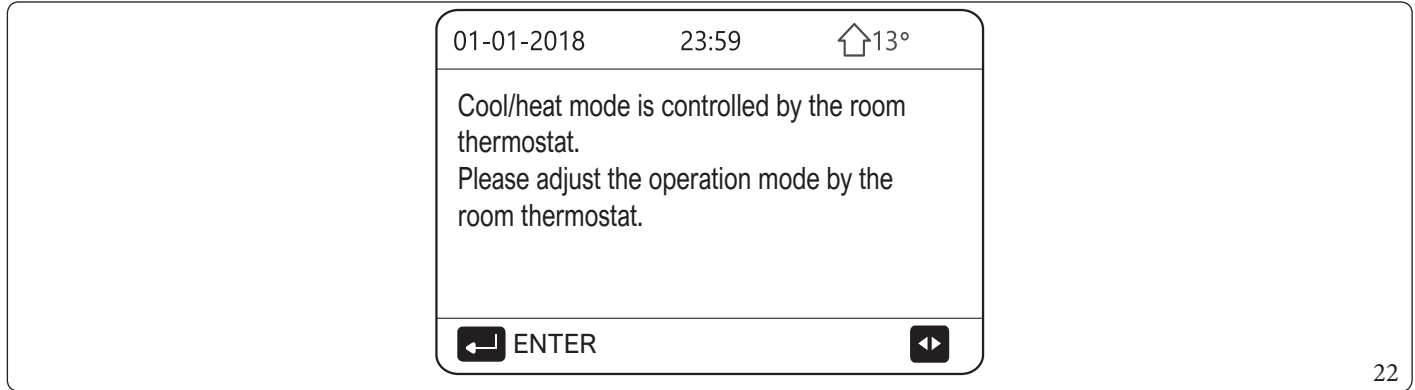 01-01-2018 23:59 13°
Cool/heat mode is controlled by the room
thermostat.
Please adjust the operation mode by the
room thermostat.
ENTER
22